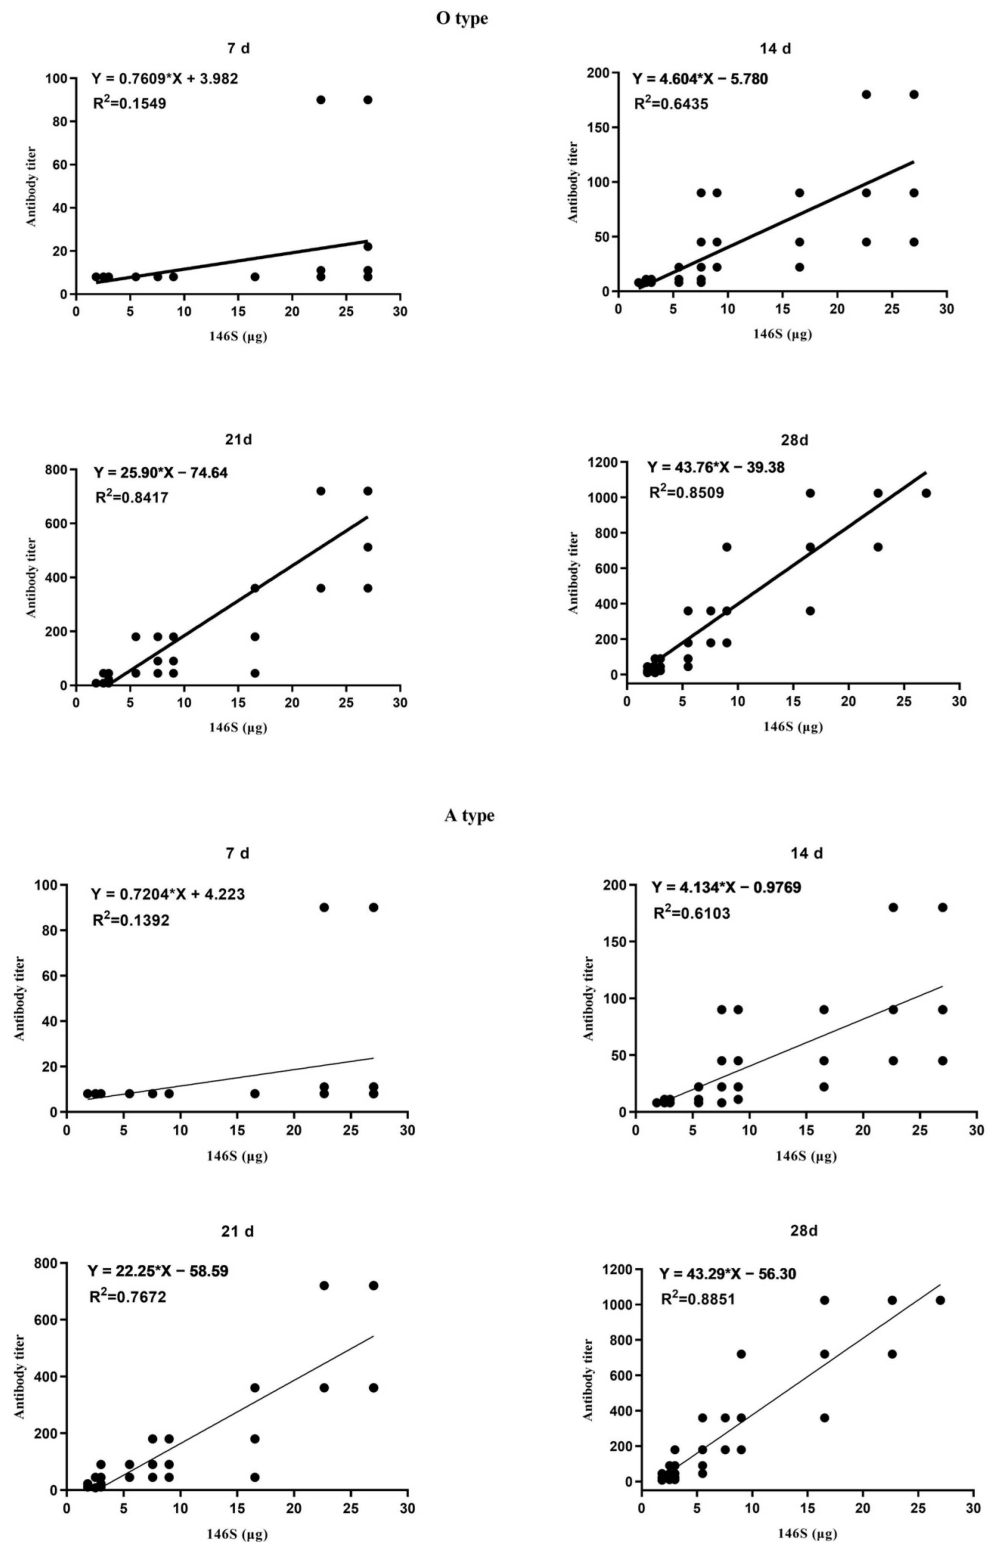 O type
7 d
Y = 0.7609*X + 3.982
R²=0.1549
100
80
60
40
20
0
Antibody titer
0 5 10 15 20 25 30
146S (μg)
14 d
Y = 4.604*X − 5.780
R²=0.6435
200
150
100
50
0
Antibody titer
0 5 10 15 20 25 30
146S (μg)
21d
Y = 25.90*X − 74.64
R²=0.8417
800
600
400
200
0
Antibody titer
0 5 10 15 20 25 30
146S (μg)
28d
Y = 43.76*X − 39.38
R²=0.8509
1200
1000
800
600
400
200
0
Antibody titer
0 5 10 15 20 25 30
146S (μg)
A type
7 d
Y = 0.7204*X + 4.223
R²=0.1392
100
80
60
40
20
0
Antibody titer
0 5 10 15 20 25 30
146S (μg)
14 d
Y = 4.134*X − 0.9769
R²=0.6103
200
150
100
50
0
Antibody titer
0 5 10 15 20 25 30
146S (μg)
21 d
Y = 22.25*X − 58.59
R²=0.7672
800
600
400
200
0
Antibody titer
0 5 10 15 20 25 30
146S (μg)
28d
Y = 43.29*X − 56.30
R²=0.8851
1200
1000
800
600
400
200
0
Antibody titer
0 5 10 15 20 25 30
146S (μg)